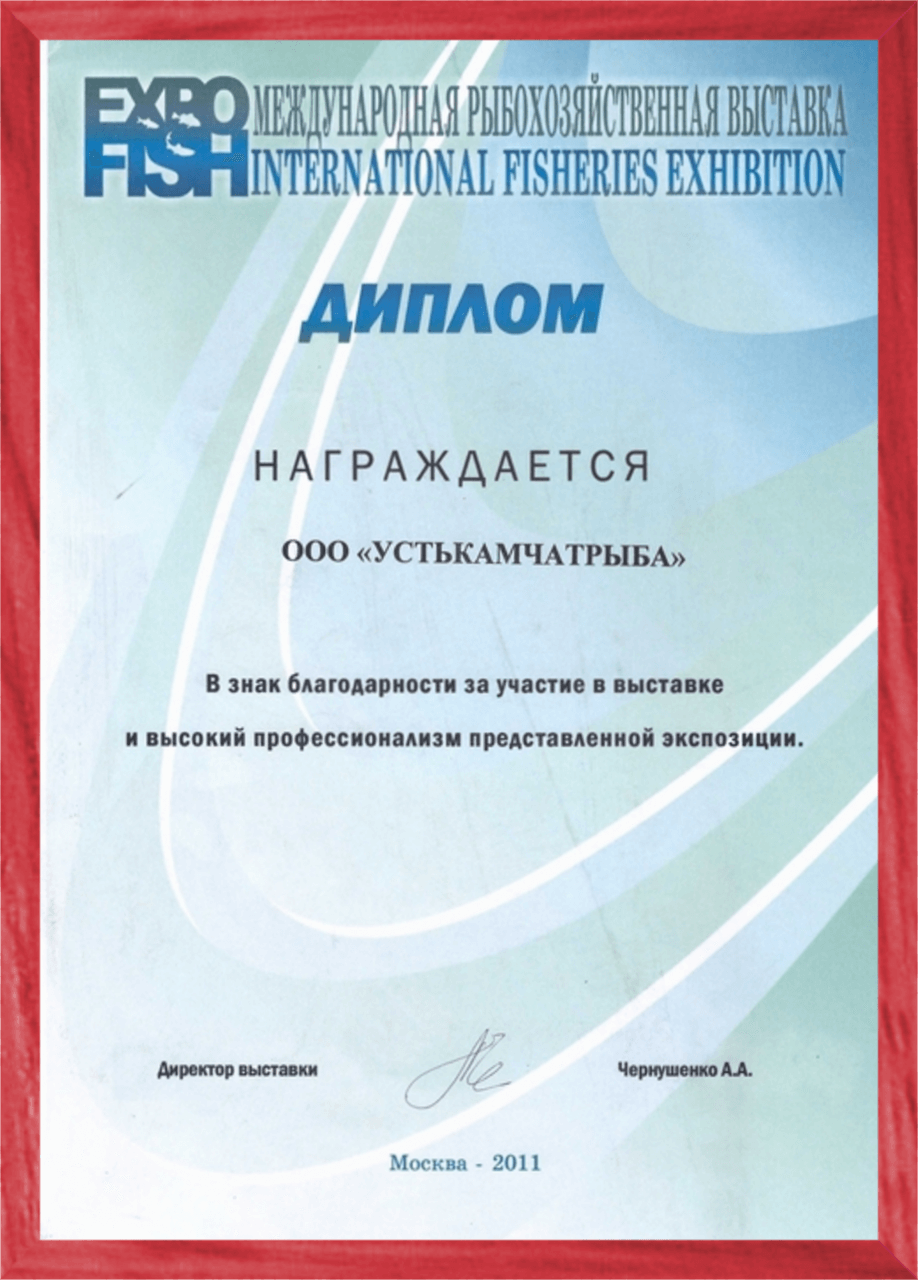 EXPO
FISH
МЕЖДУНАРОДНАЯ РЫБОХОЗЯЙСТВЕННАЯ ВЫСТАВКА
INTERNATIONAL FISHERIES EXHIBITION
ДИПЛОМ
НАГРАЖДАЕТСЯ
ООО «УСТЬКАМЧАТРЫБА»
В знак благодарности за участие в выставке
и высокий профессионализм представленной экспозиции.
Директор выставки
Чернушенко А.А.
Москва - 2011